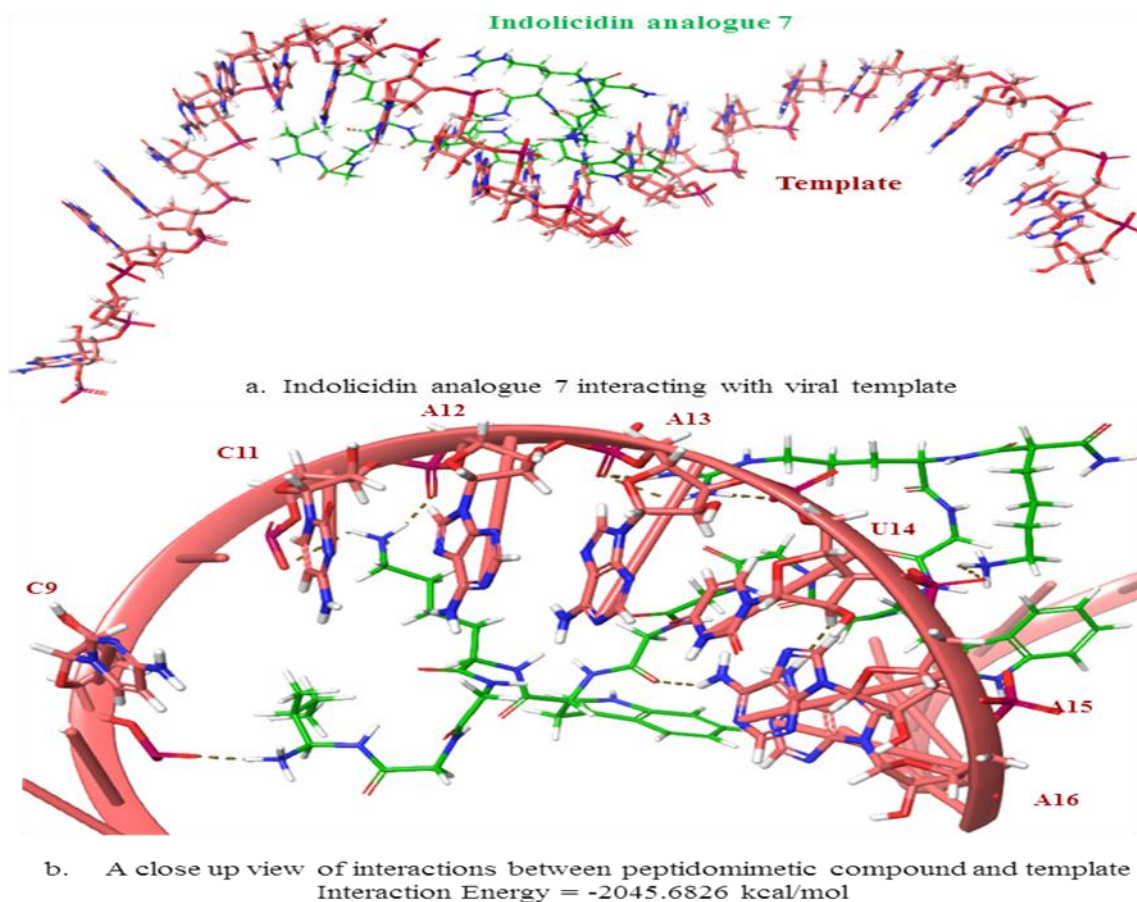 Indolicidin analogue 7
Template
a. Indolicidin analogue 7 interacting with viral template
A12
A13
C11
U14
C9
A15
A16
b. A close up view of interactions between peptidomimetic compound and template
Interaction Energy = -2045.6826 kcal/mol